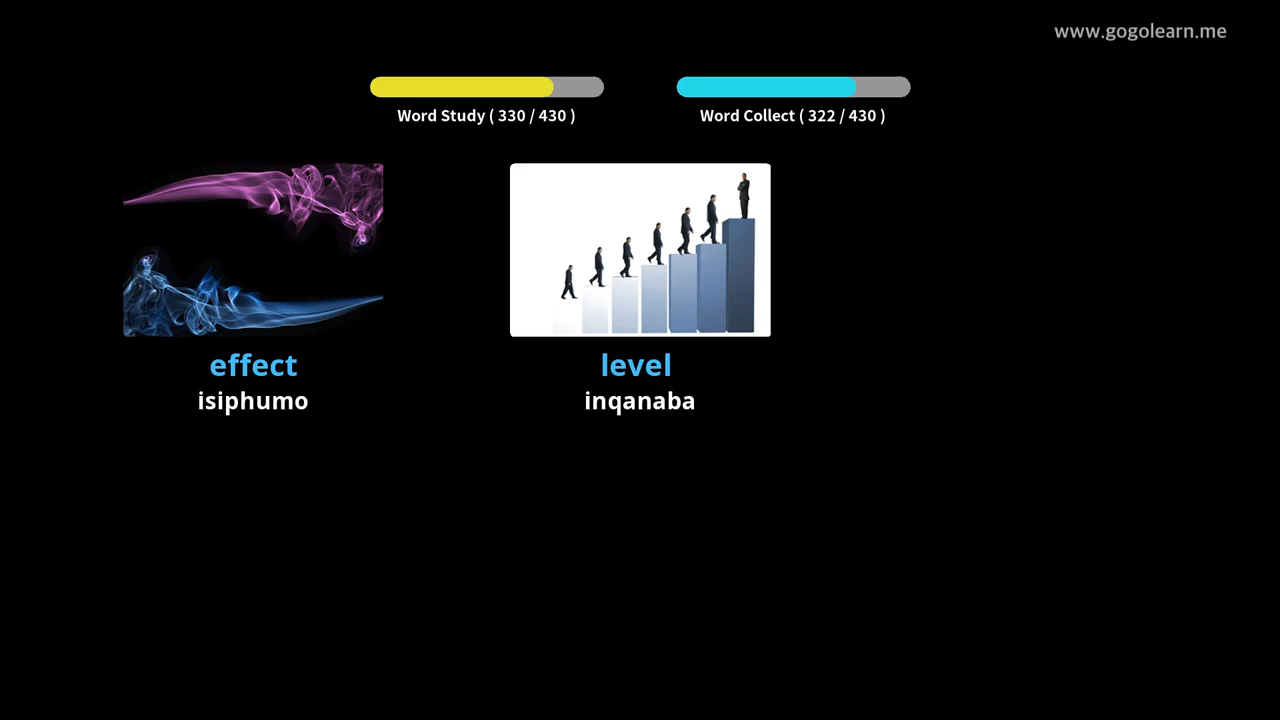 www.gogolearn.me
Word Study ( 330 / 430 )
Word Collect ( 322 / 430 )
effect
isiphumo
level
inqanaba